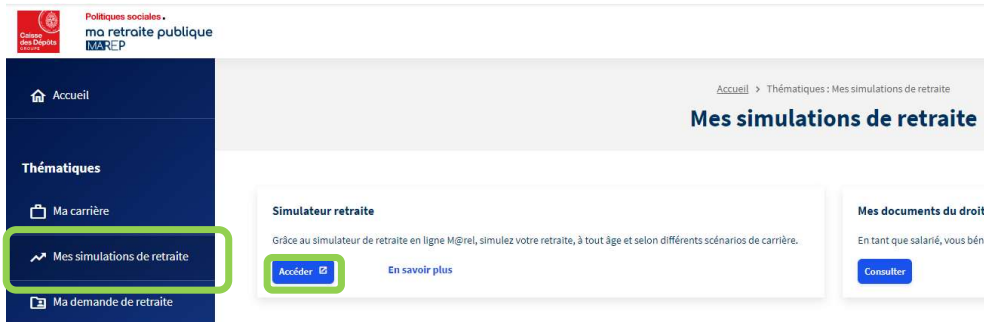 Caisse
des Dépôts
GROUPE
Politiques sociales.
ma retraite publique
MAREP
Accueil
Thématiques
Ma carrière
Mes simulations de retraite
Ma demande de retraite
Accueil > Thématiques : Mes simulations de retraite
Mes simulations de retraite
Simulateur retraite
Grâce au simulateur de retraite en ligne M@rel, simulez votre retraite, à tout âge et selon différents scénarios de carrière.
Accéder
En savoir plus
Mes documents du droit
En tant que salarié, vous bén
Consulter